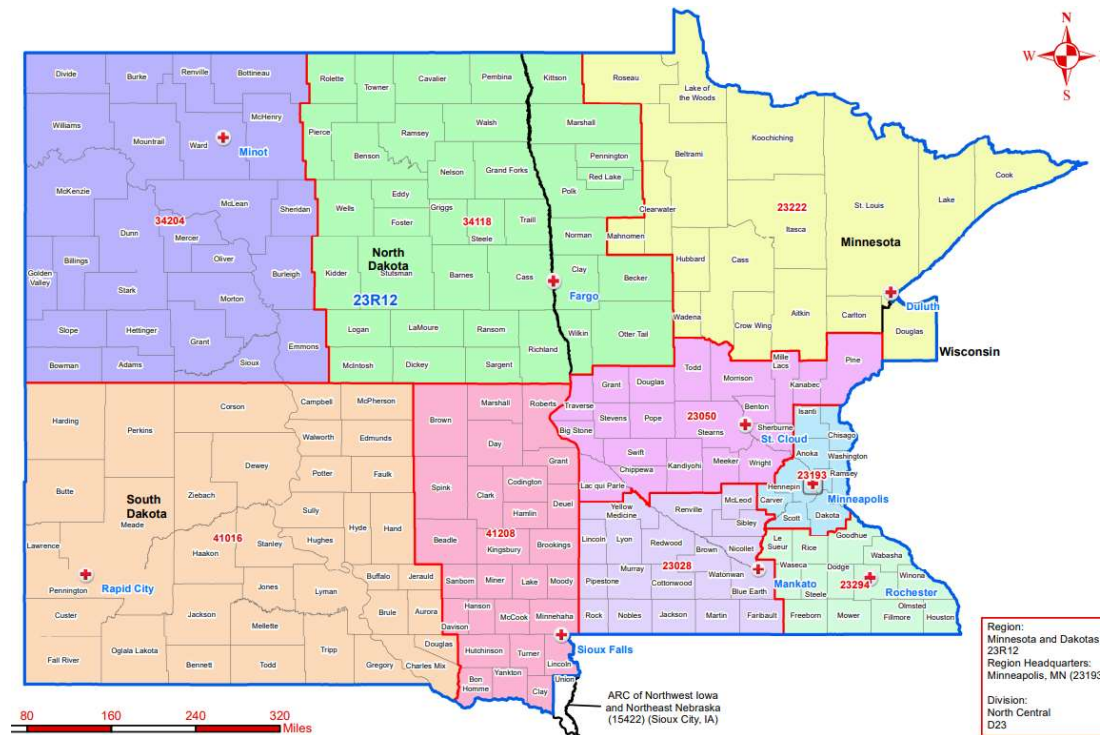 N
W
S
Divide
Burke
Renville
Bottineau
Rolette
Towner
Cavalier
Pembina
Kittson
Roseau
Lake of
the Woods
McHenry
Williams
Mountrail
Ward
Minot
Pierce
Ramsey
Walsh
Marshall
Koochiching
Benson
Nelson
Grand Forks
Pennington
Red Lake
Beltrami
McKenzie
McLean
Sheridan
34204
Eddy
Wells
Foster
Griggs
34118
Steele
Traill
Polk
Norman
Clearwater
Mahnomen
23222
St. Louis
Lake
Cook
Itasca
Minnesota
Dunn
Mercer
Oliver
Golden
Valley
Billings
Stark
Burleigh
Morton
North
Dakota
Kidder
Stutsman
Barnes
Cass
23R12
Fargo
Clay
Becker
Hubbard
Cass
Duluth
Slope
Hettinger
Grant
Sioux
Emmons
Bowman
Adams
Logan
LaMoure
Ransom
Richland
McIntosh
Dickey
Sargent
Wilkin
Otter Tail
Wadena
Crow Wing
Aitkin
Carlton
Douglas
Wisconsin
Harding
Perkins
Corson
Campbell
McPherson
Walworth
Edmunds
Dewey
Potter
Faulk
Butte
Ziebach
South
Dakota
Meade
Sully
Hyde
Hand
Lawrence
41016
Haakon
Stanley
Hughes
Pennington
Rapid City
Jones
Lyman
Buffalo
Jerauld
Custer
Jackson
Mellette
Brule
Aurora
Fall River
Oglala Lakota
Bennett
Todd
Tripp
Gregory
Douglas
Charles Mix
Brown
Marshall
Roberts
Day
Grant
Spink
Clark
Codington
Hamlin
Deuel
41208
Beadle
Kingsbury
Brookings
Sanborn
Miner
Lake
Moody
Hanson
Davison
McCook
Minnehaha
Sioux Falls
Hutchinson
Turner
Lincoln
Bon
Homme
Yankton
Clay
Union
Traverse
Grant
Douglas
Todd
Morrison
Mille
Lacs
Kanabec
Pine
Big Stone
Stevens
Pope
23050
Stearns
Benton
Sherburne
St. Cloud
Swift
Chippewa
Kandiyohi
Meeker
Wright
Lac qui Parle
Isanti
Chisago
Anoka
Washington
Ramsey
23193
Hennepin
Minneapolis
Carver
Scott
Dakota
Yellow
Medicine
Renville
McLeod
Sibley
Lincoln
Lyon
Redwood
Brown
Nicollet
23028
Pipestone
Murray
Cottonwood
Watonwan
Blue Earth
Mankato
Rock
Nobles
Jackson
Martin
Faribault
Le
Sueur
Rice
Goodhue
Wabasha
Waseca
Steele
Dodge
23294
Rochester
Winona
Olmsted
Freeborn
Mower
Fillmore
Houston
ARC of Northwest Iowa
and Northeast Nebraska
(15422) (Sioux City, IA)
80 160 240 320
Miles
Region:
Minnesota and Dakotas
23R12
Region Headquarters:
Minneapolis, MN (23193
Division:
North Central
D23